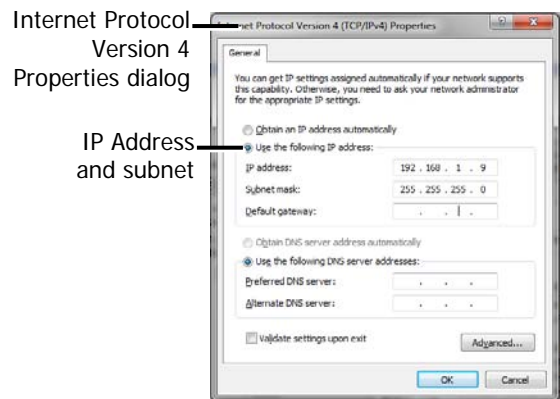 Internet Protocol
Version 4
Properties dialog
IP Address
and subnet
Internet Protocol Version 4 (TCP/IPv4) Properties
General
You can get IP settings assigned automatically if your network supports
this capability. Otherwise, you need to ask your network administrator
for the appropriate IP settings.
Obtain an IP address automatically
Use the following IP address:
IP address: 192 . 168 . 1 . 9
Subnet mask: 255 . 255 . 255 . 0
Default gateway: . . .
Obtain DNS server address automatically
Use the following DNS server addresses:
Preferred DNS server: . . .
Alternate DNS server: . . .
Validate settings upon exit
Advanced...
OK Cancel